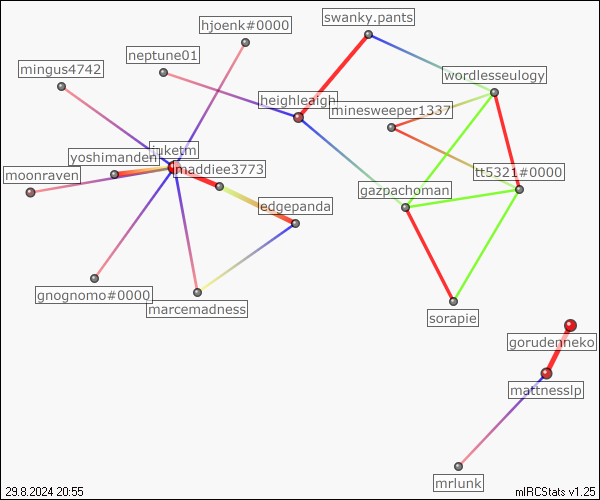 swanky.pants
hjoenk#0000
neptune01
mingus4742
wordlesseulogy
heighleaigh
minesweeper1337
juketm
yoshimanden
maddiee3773
moonraven
tt5321#0000
gazpachoman
edgepanda
gnognomo#0000
marcemadness
sorapie
gorudenneko
mattnesslp
mrlunk
29.8.2024 20:55
mIRCStats v1.25